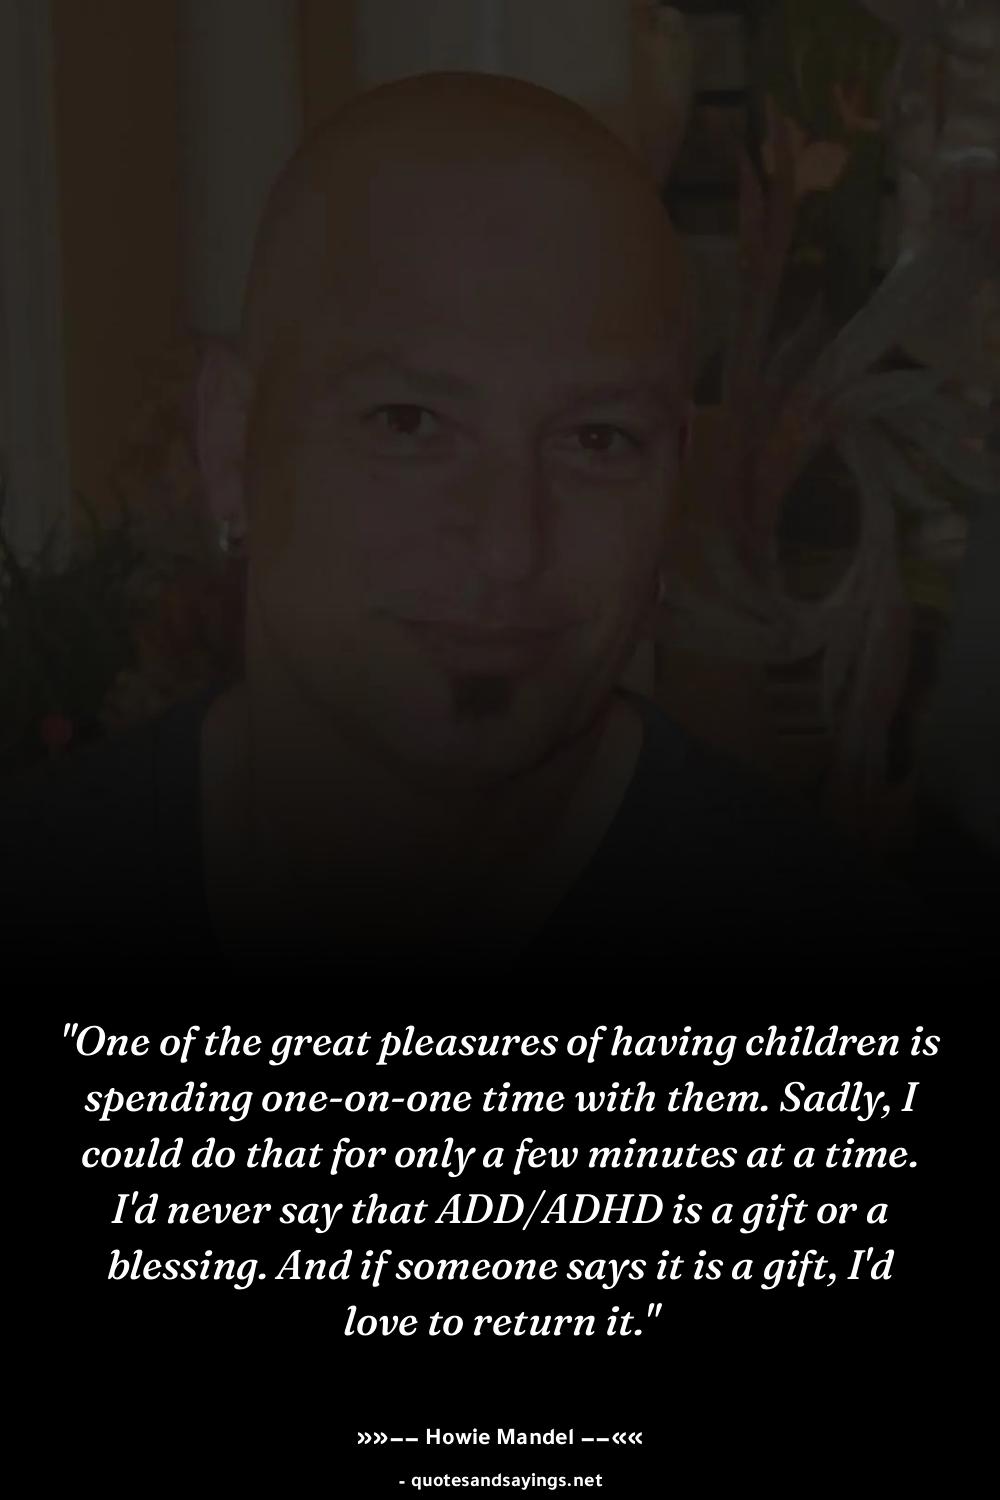 "One of the great pleasures of having children is
spending one-on-one time with them. Sadly, I
could do that for only a few minutes at a time.
I'd never say that ADD/ADHD is a gift or a
blessing. And if someone says it is a gift, I'd
love to return it."
»»−− Howie Mandel −−««
- quotesandsayings.net